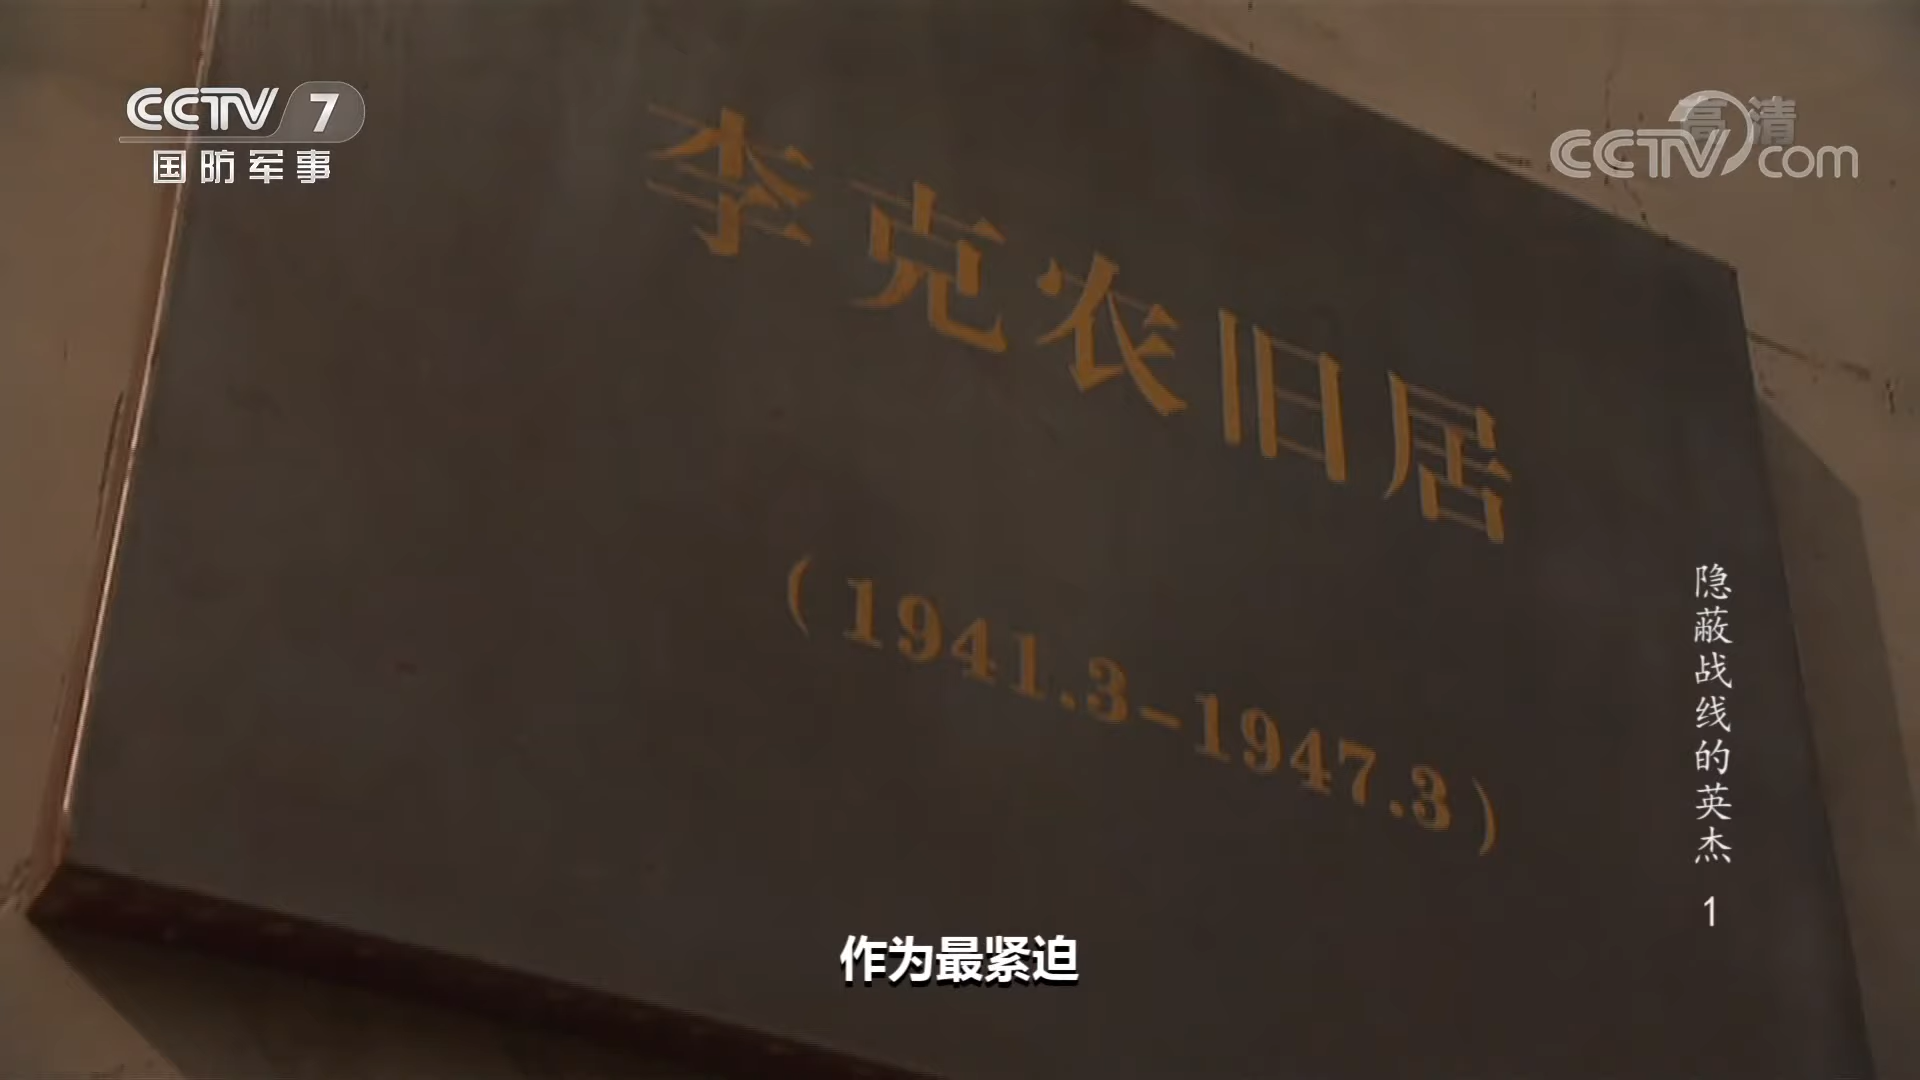 CCTV 7
国防军事
高清
CCTV com
李克农旧居
(1941.3-1947.3)
隐蔽战线的英杰 1
作为最紧迫